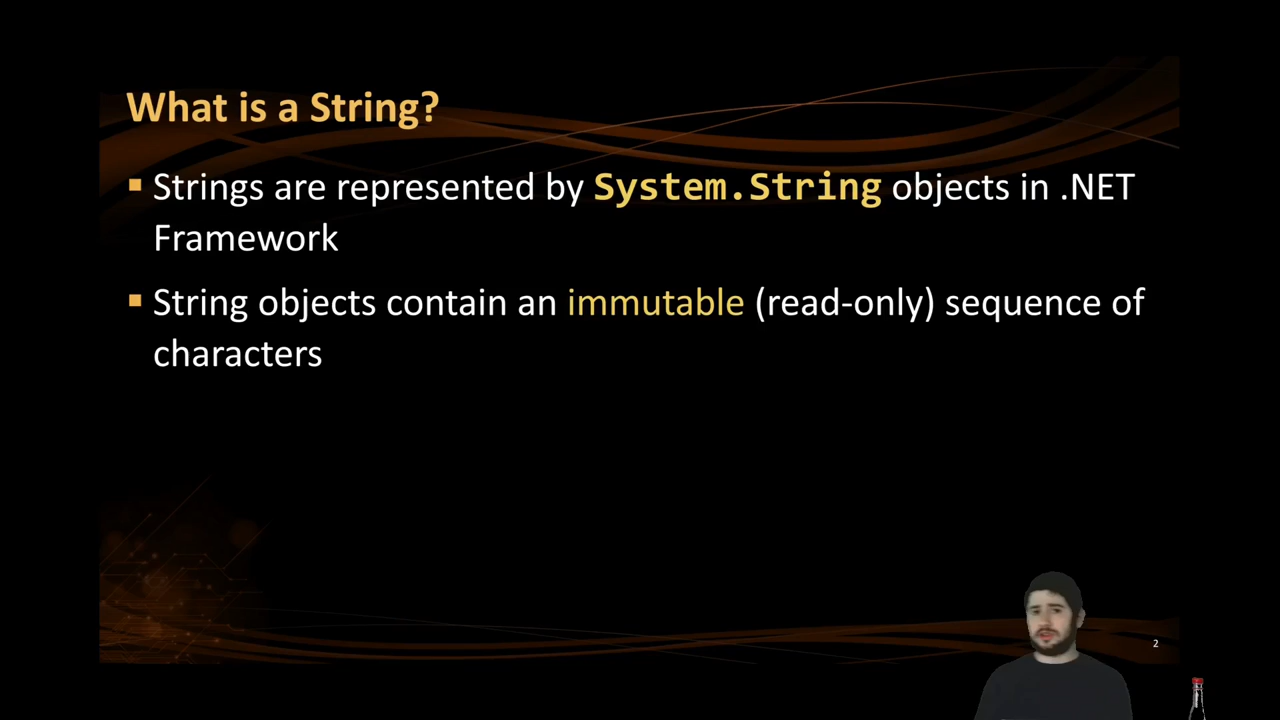 What is a String?
▪ Strings are represented by System.String objects in .NET
Framework
▪ String objects contain an immutable (read-only) sequence of
characters
2